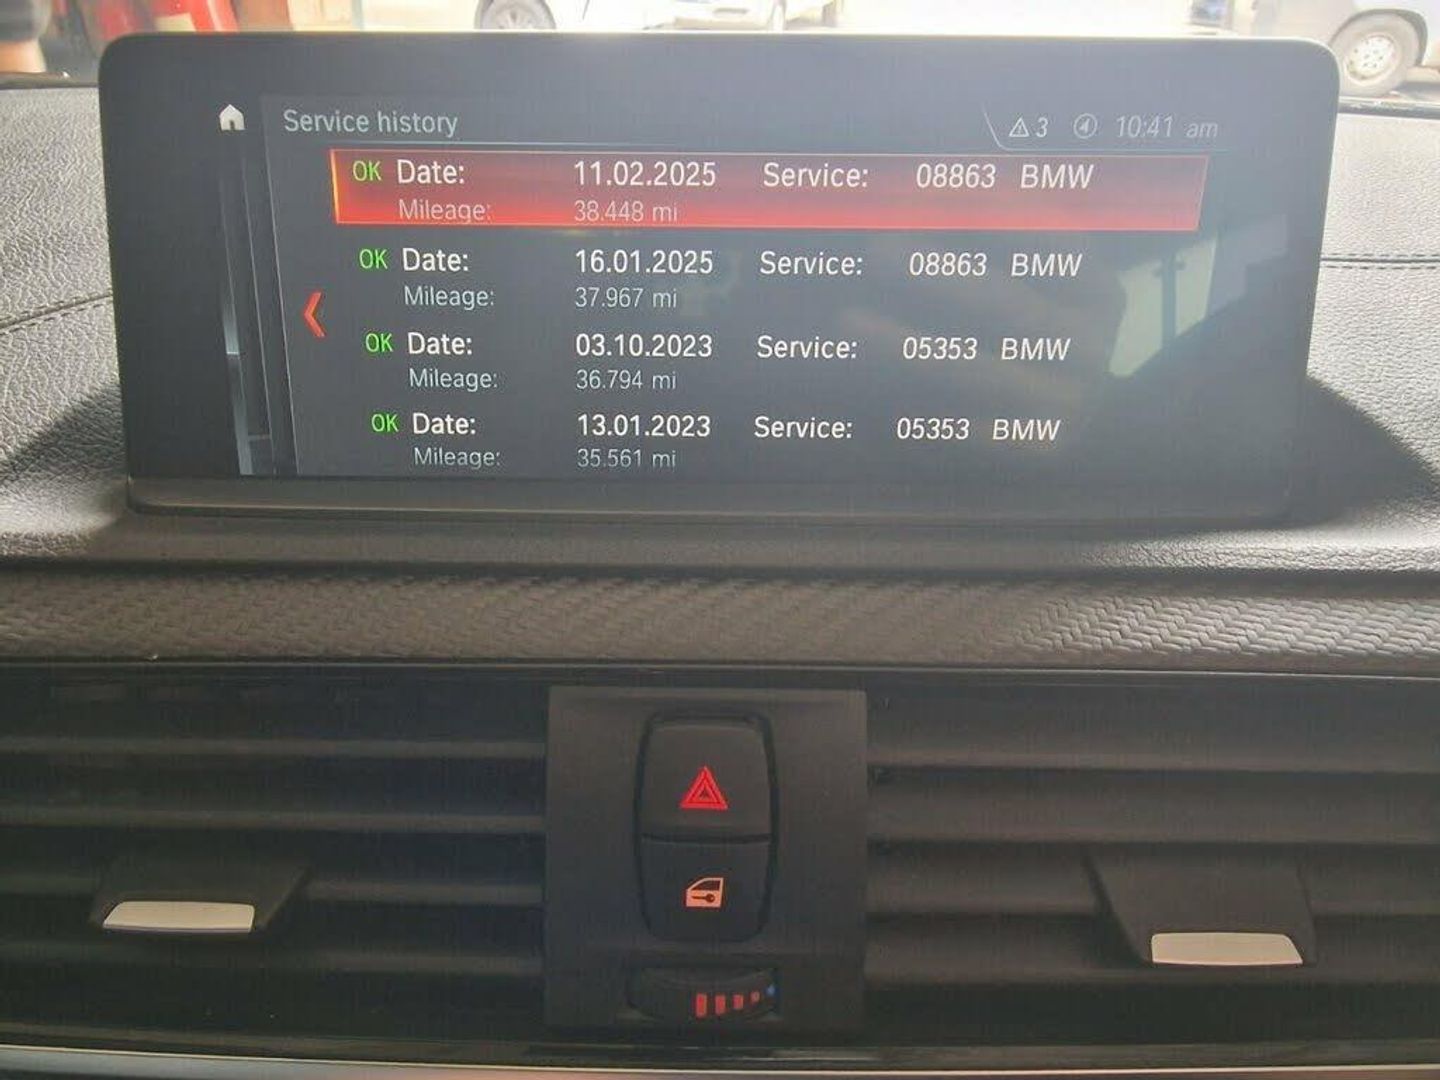 Service history 3 10:41 am
OK Date: 11.02.2025 Service: 08863 BMW
Mileage: 38.448 mi
OK Date: 16.01.2025 Service: 08863 BMW
Mileage: 37.967 mi
OK Date: 03.10.2023 Service: 05353 BMW
Mileage: 36.794 mi
OK Date: 13.01.2023 Service: 05353 BMW
Mileage: 35.561 mi